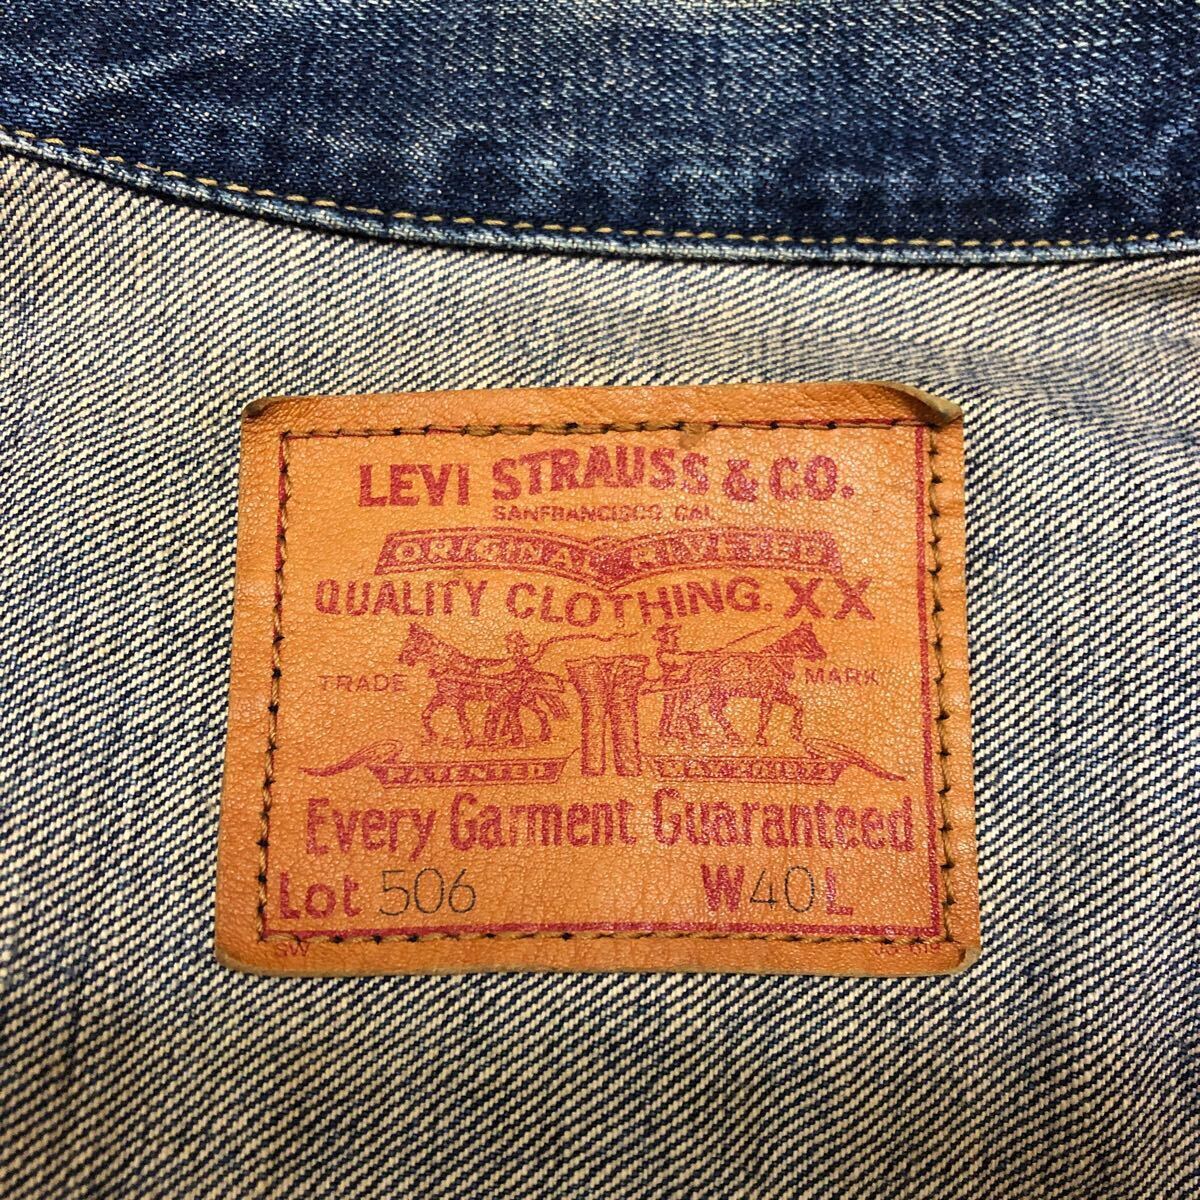 LEVI STRAUSS & CO.
SANFRANCISCO CAL
ORIGINAL RIVETED
QUALITY CLOTHING. XX
TRADE MARK
PATENTED
Every Garment Guaranteed
Lot 506 W40L
SW